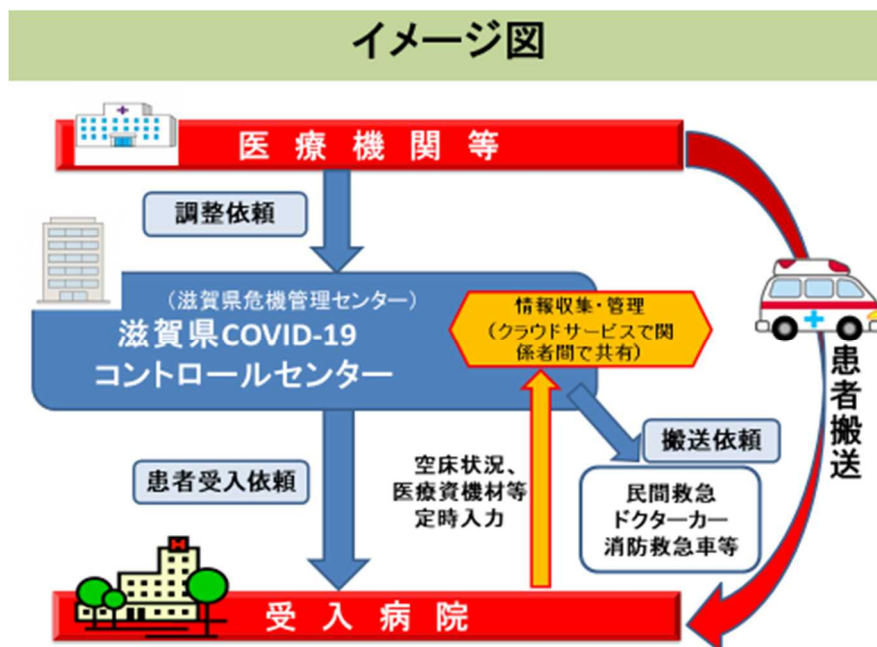 イメージ図
医療機関等
調整依頼
（滋賀県危機管理センター）
滋賀県COVID-19
コントロールセンター
情報収集・管理
（クラウドサービスで関
係者間で共有）
搬送依頼
患者受入依頼
空床状況、
医療資機材等
定時入力
民間救急
ドクターカー
消防救急車等
患者搬送
受入病院
H